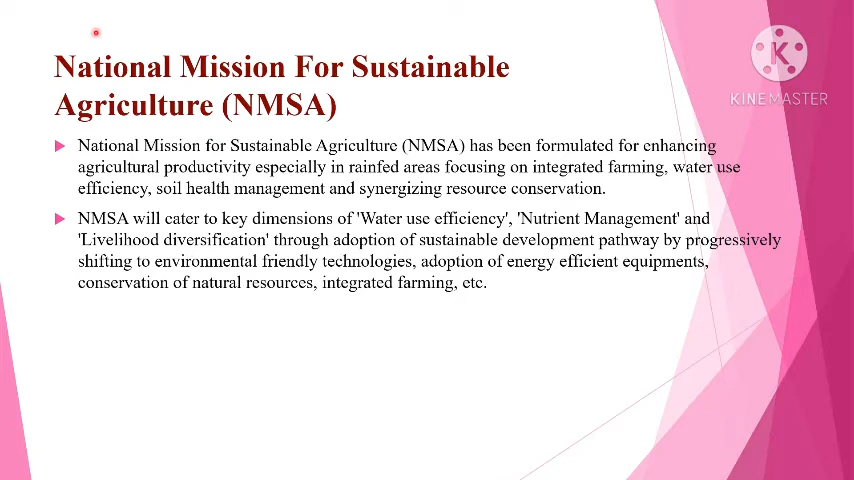 National Mission For Sustainable
Agriculture (NMSA)
National Mission for Sustainable Agriculture (NMSA) has been formulated for enhancing
agricultural productivity especially in rainfed areas focusing on integrated farming, water use
efficiency, soil health management and synergizing resource conservation.
NMSA will cater to key dimensions of 'Water use efficiency', 'Nutrient Management' and
'Livelihood diversification' through adoption of sustainable development pathway by progressively
shifting to environmental friendly technologies, adoption of energy efficient equipments,
conservation of natural resources, integrated farming, etc.
K
KINEMASTER